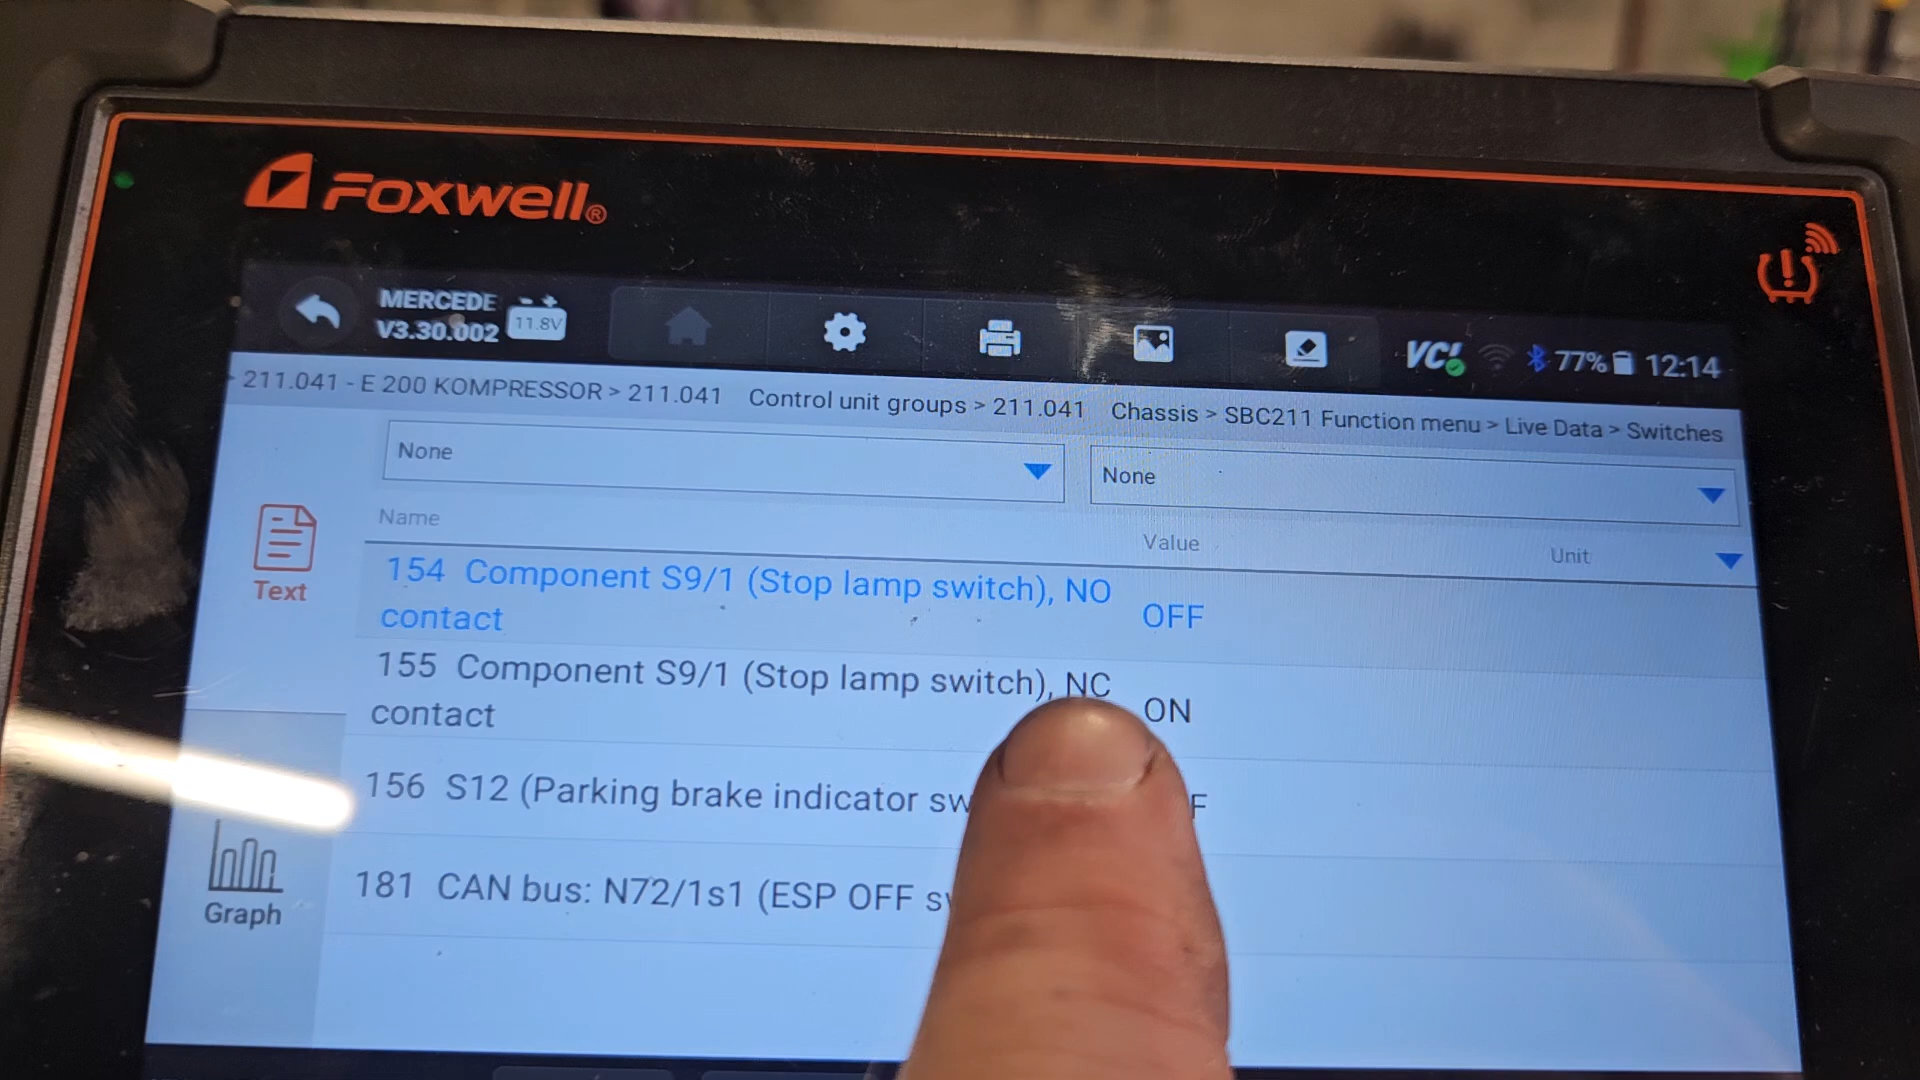 FOXWELL®
MERCEDE
V3.30.002
11.8V
VCI
77%
12:14
211.041 - E 200 KOMPRESSOR > 211.041 Control unit groups > 211.041 Chassis > SBC211 Function menu > Live Data > Switches
None
None
Name
Value
Unit
Text
154 Component S9/1 (Stop lamp switch), NO
contact
OFF
155 Component S9/1 (Stop lamp switch), NC
contact
ON
156 S12 (Parking brake indicator
181 CAN bus: N72/1s1 (ESP OFF
Graph